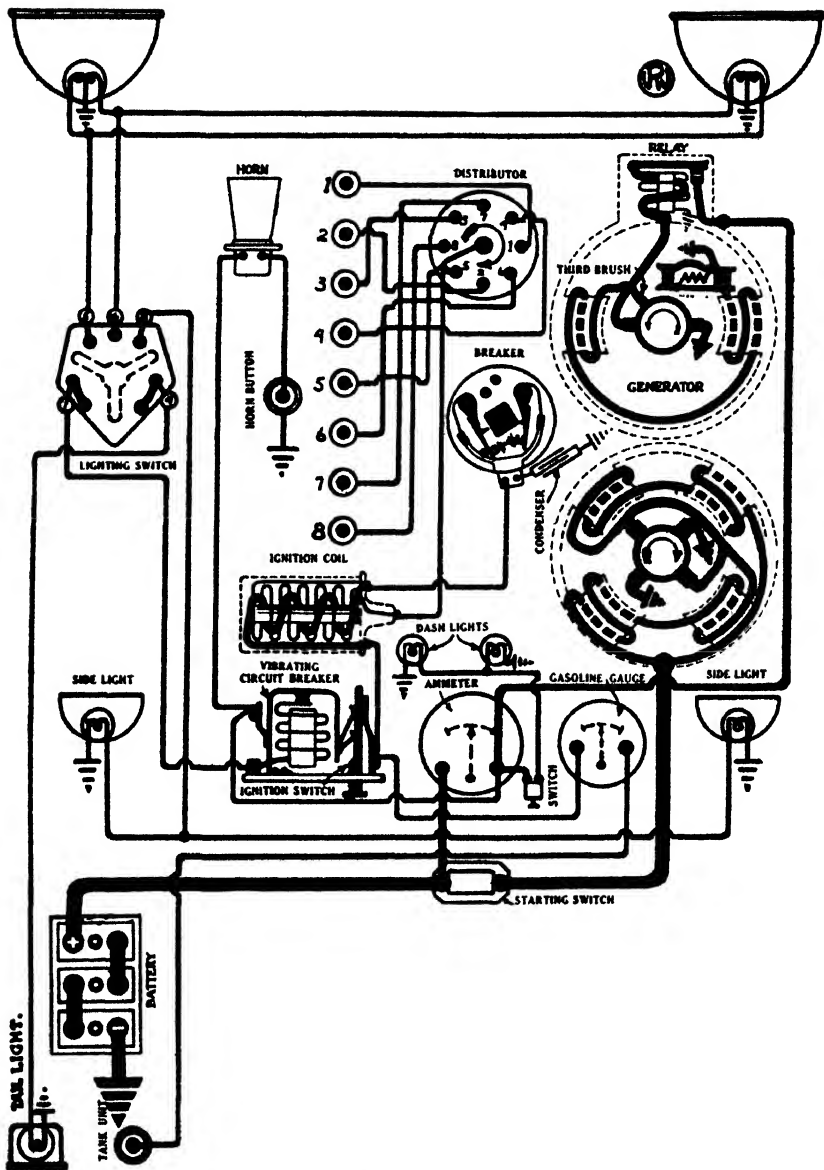 HORN
DISTRIBUTOR
RELAY
1
2
3
4
5
6
7
8
THIRD BRUSH
GENERATOR
BREAKER
HORN BUTTON
LIGHTING SWITCH
CONDENSER
IGNITION COIL
DASH LIGHTS
VIBRATING
CIRCUIT BREAKER
AMMETER
GASOLINE GAUGE
SIDE LIGHT
SIDE LIGHT
IGNITION SWITCH
SWITCH
STARTING SWITCH
+
BATTERY
TAIL LIGHT.
TANK UNIT